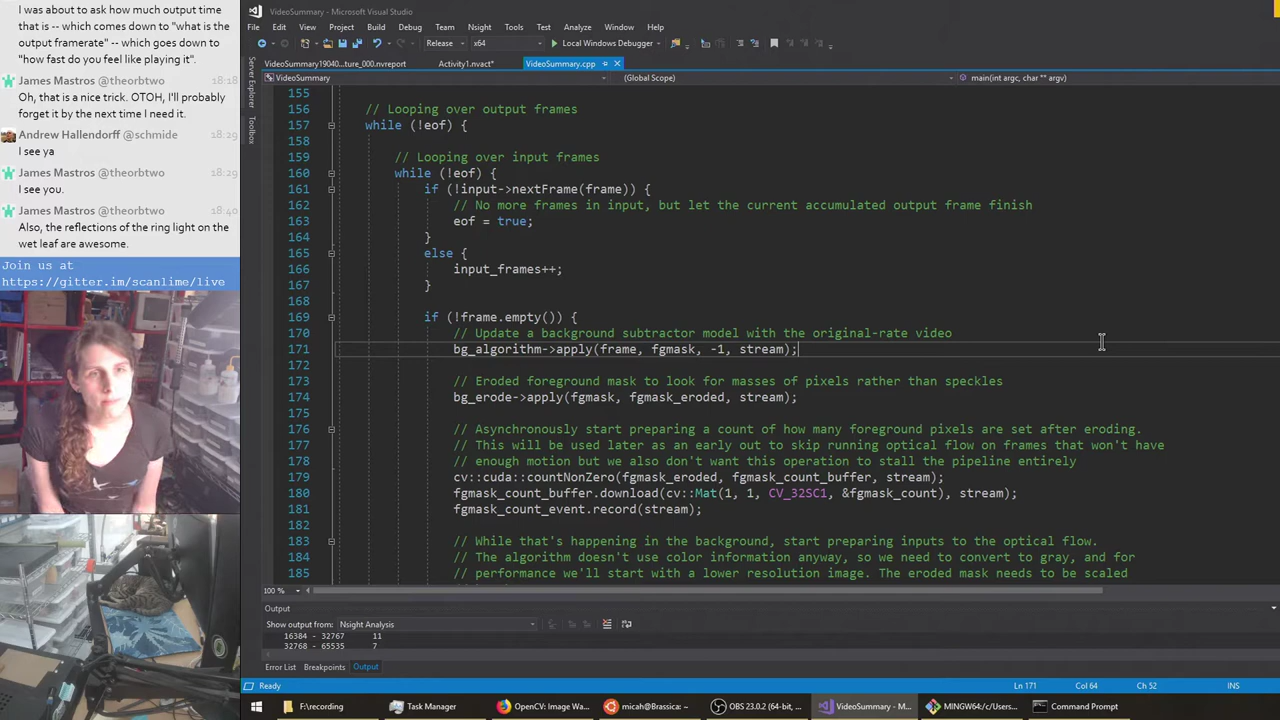 I was about to ask how much output time
that is -- which comes down to "what is the
output framerate" -- which goes down to
"how fast do you feel like playing it".
James Mastros @theorbtwo 18:18
Oh, that is a nice trick. OTOH, I'll probably
forget it by the next time I need it.
Andrew Hallendorff @schmide 18:29
I see ya
James Mastros @theorbtwo 18:29
I see you.
James Mastros @theorbtwo 18:40
Also, the reflections of the ring light on the
wet leaf are awesome.
Join us at
https://gitter.im/scanlime/live
VideoSummary - Microsoft Visual Studio
File Edit View Project Build Debug Team Nsight Tools Test Analyze Window Help
Release x64 Local Windows Debugger
VideoSummary19040...ture_000.nvreport Activity1.nvact* VideoSummary.cpp
VideoSummary (Global Scope) main(int argc, char ** argv)
Server Explorer
Toolbox
155
156 // Looping over output frames
157 while (!eof) {
158
159 // Looping over input frames
160 while (!eof) {
161 if (!input->nextFrame(frame)) {
162 // No more frames in input, but let the current accumulated output frame finish
163 eof = true;
164 }
165 else {
166 input_frames++;
167 }
168
169 if (!frame.empty()) {
170 // Update a background subtractor model with the original-rate video
171 bg_algorithm->apply(frame, fgmask, -1, stream);
172
173 // Eroded foreground mask to look for masses of pixels rather than speckles
174 bg_erode->apply(fgmask, fgmask_eroded, stream);
175
176 // Asynchronously start preparing a count of how many foreground pixels are set after eroding.
177 // This will be used later as an early out to skip running optical flow on frames that won't have
178 // enough motion but we also don't want this operation to stall the pipeline entirely
179 cv::cuda::countNonZero(fgmask_eroded, fgmask_count_buffer, stream);
180 fgmask_count_buffer.download(cv::Mat(1, 1, CV_32SC1, &fgmask_count), stream);
181 fgmask_count_event.record(stream);
182
183 // While that's happening in the background, start preparing inputs to the optical flow.
184 // The algorithm doesn't use color information anyway, so we need to convert to gray, and for
185 // performance we'll start with a lower resolution image. The eroded mask needs to be scaled
100 %
Output
Show output from: Nsight Analysis
16384 - 32767 11
32768 - 65535 7
Error List Breakpoints Output
Ready Ln 171 Col 64 Ch 52 INS
F:\recording Task Manager OpenCV: Image Wa... micah@Brassica: ~ OBS 23.0.2 (64-bit, ... VideoSummary - M... MINGW64:/c/Users... Command Prompt